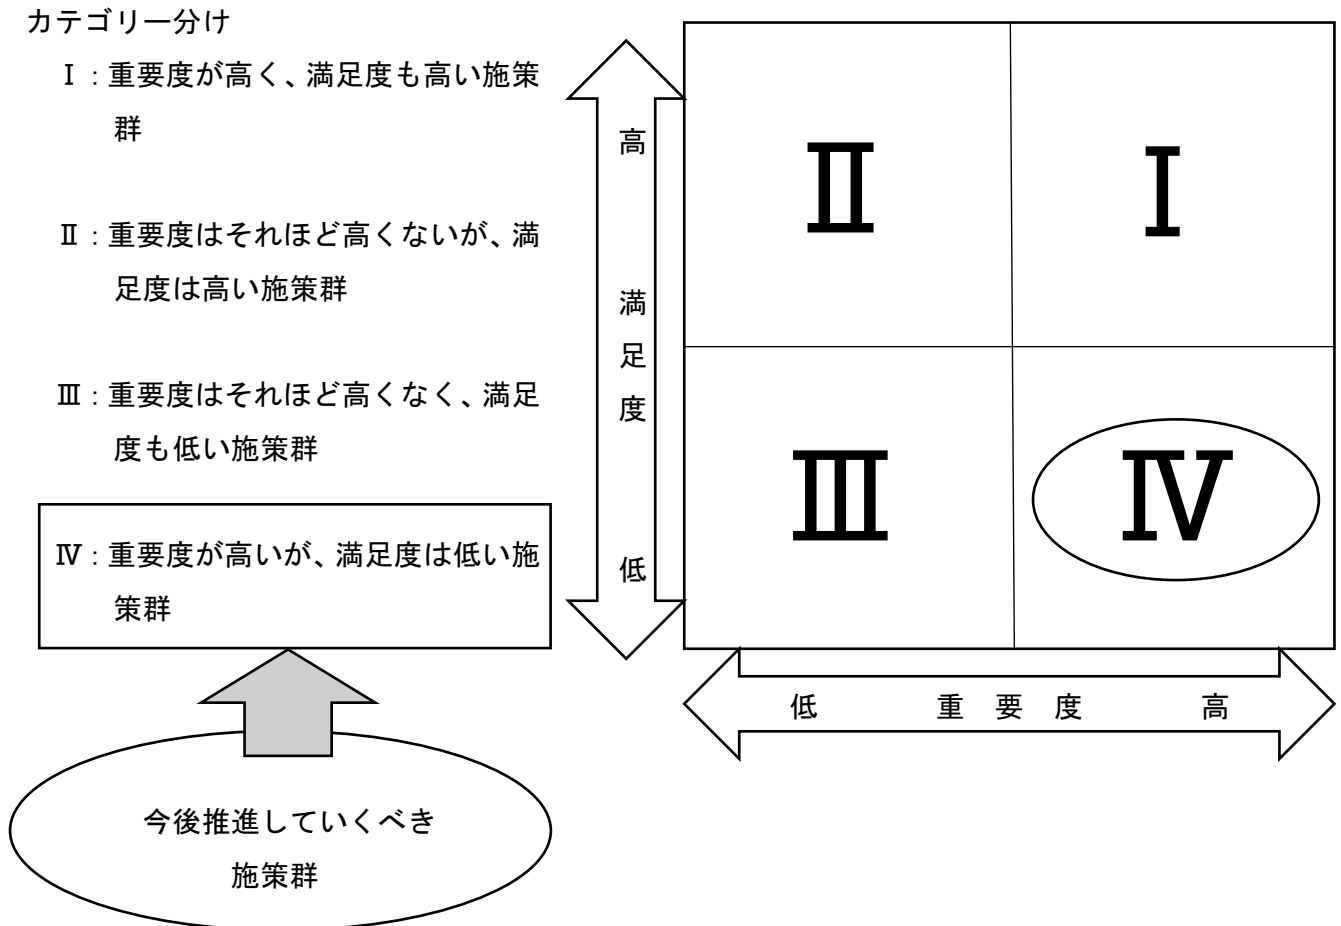 カテゴリー分け
Ⅰ：重要度が高く、満足度も高い施策
群
Ⅱ：重要度はそれほど高くないが、満
足度は高い施策群
Ⅲ：重要度はそれほど高くなく、満足
度も低い施策群
Ⅳ：重要度が高いが、満足度は低い施
策群
今後推進していくべき
施策群
高
満
足
度
低
Ⅱ
Ⅰ
Ⅲ
Ⅳ
低 重 要 度 高